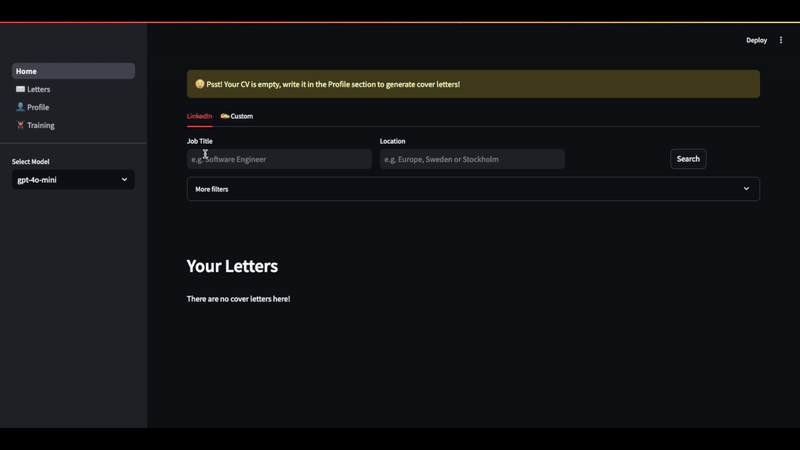 Deploy
Home
✉️ Letters
👤 Profile
🏋️ Training
Select Model
gpt-4o-mini
😢 Psst! Your CV is empty, write it in the Profile section to generate cover letters!
LinkedIn
✍️ Custom
Job Title
Location
e.g. Software Engineer
e.g. Europe, Sweden or Stockholm
Search
More filters
Your Letters
There are no cover letters here!